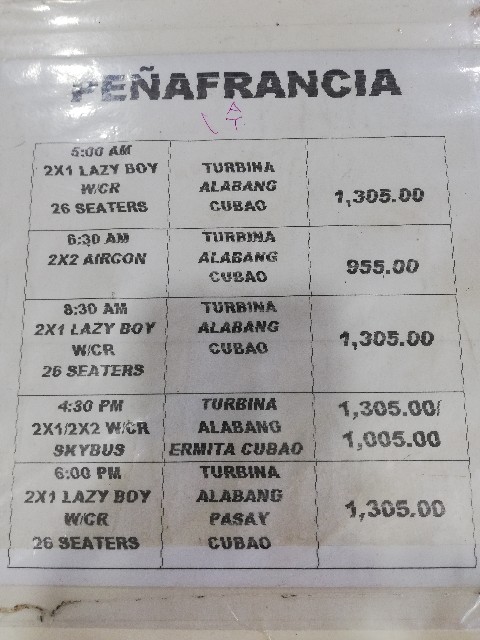 PEÑAFRANCIA
A
T
5:00 AM
2X1 LAZY BOY
W/CR
26 SEATERS
TURBINA
ALABANG
CUBAO
1,305.00
6:30 AM
2X2 AIRCON
TURBINA
ALABANG
CUBAO
955.00
8:30 AM
2X1 LAZY BOY
W/CR
26 SEATERS
TURBINA
ALABANG
CUBAO
1,305.00
4:30 PM
2X1/2X2 W/CR
SKYBUS
TURBINA
ALABANG
ERMITA CUBAO
1,305.00/
1,005.00
6:00 PM
2X1 LAZY BOY
W/CR
26 SEATERS
TURBINA
ALABANG
PASAY
CUBAO
1,305.00